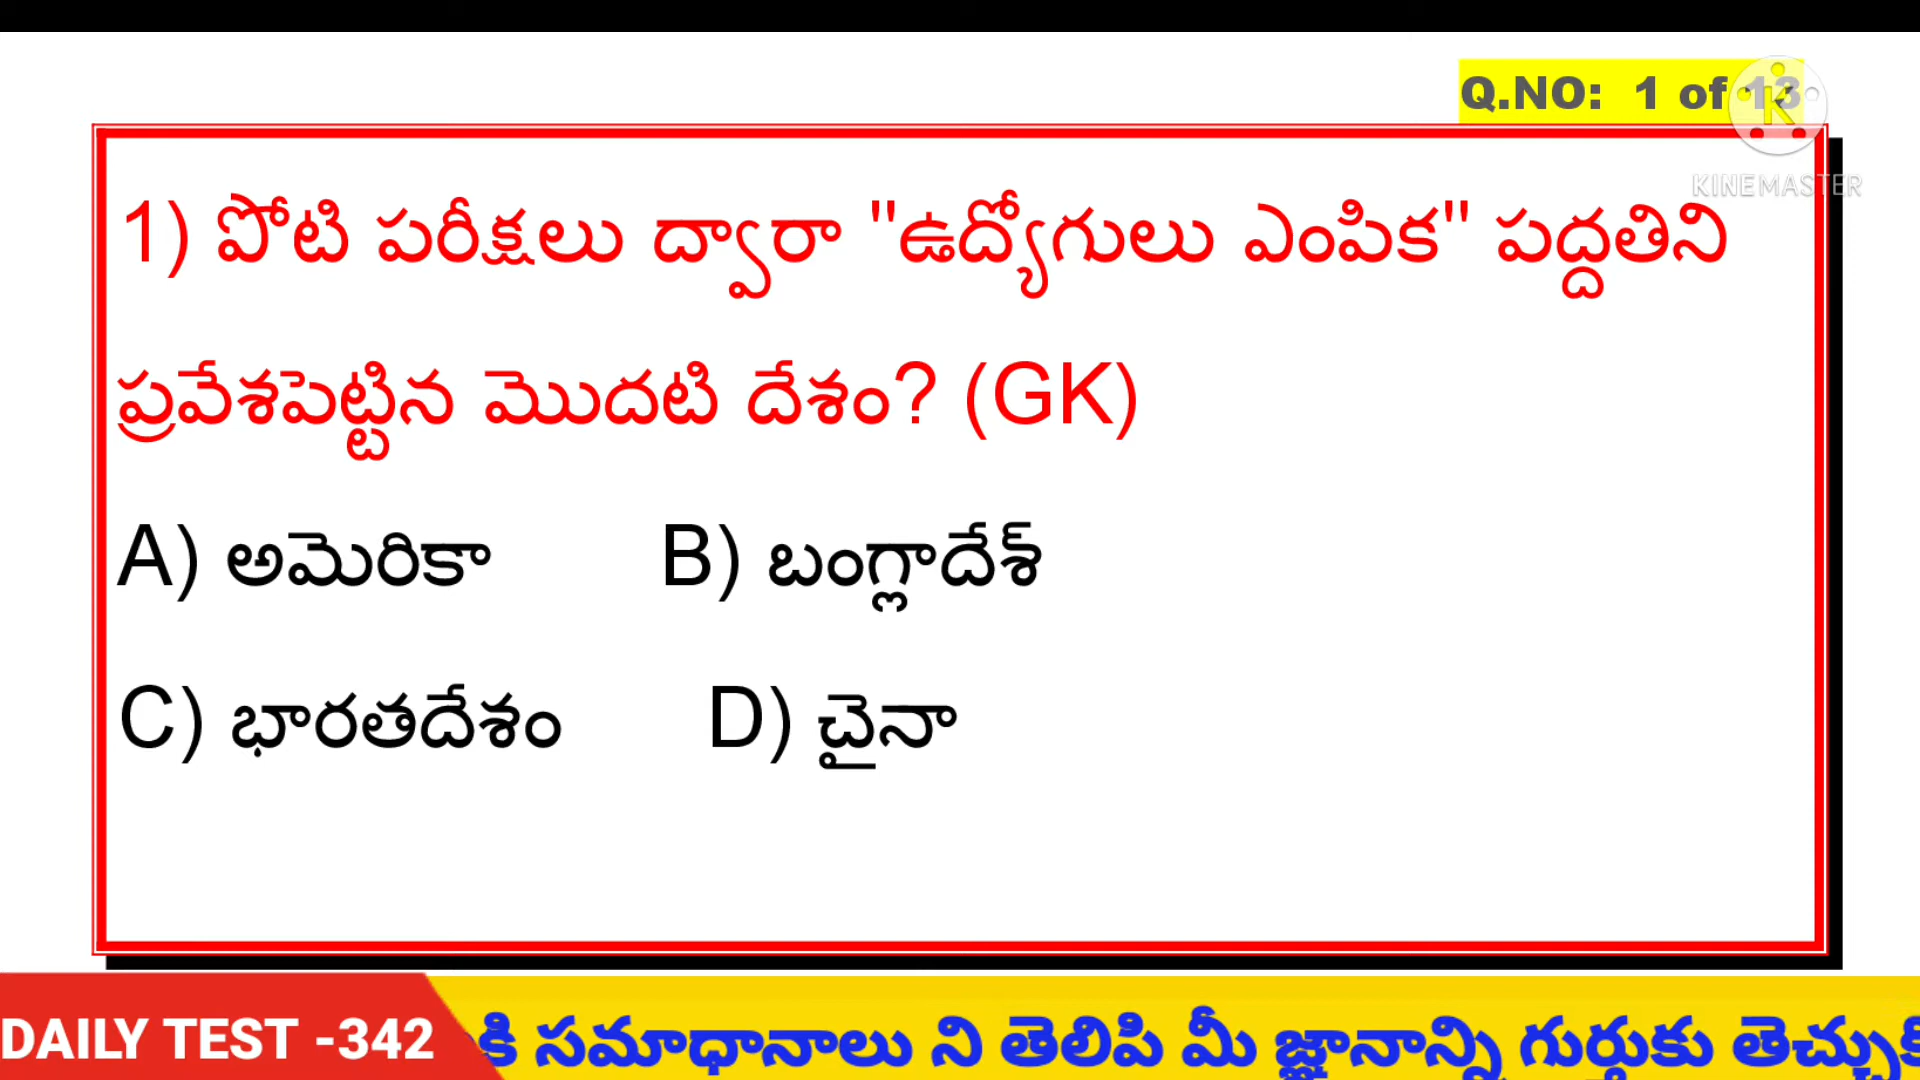 Q.NO: 1 of 13
KINEMASTER
1) పోటి పరీక్షలు ద్వారా "ఉద్యోగులు ఎంపిక" పద్దతిని
ప్రవేశపెట్టిన మొదటి దేశం? (GK)
A) అమెరికా B) బంగ్లాదేశ్
C) భారతదేశం D) చైనా
DAILY TEST -342 కి సమాధానాలు ని తెలిపి మీ జ్ఞానాన్ని గుర్తుకు